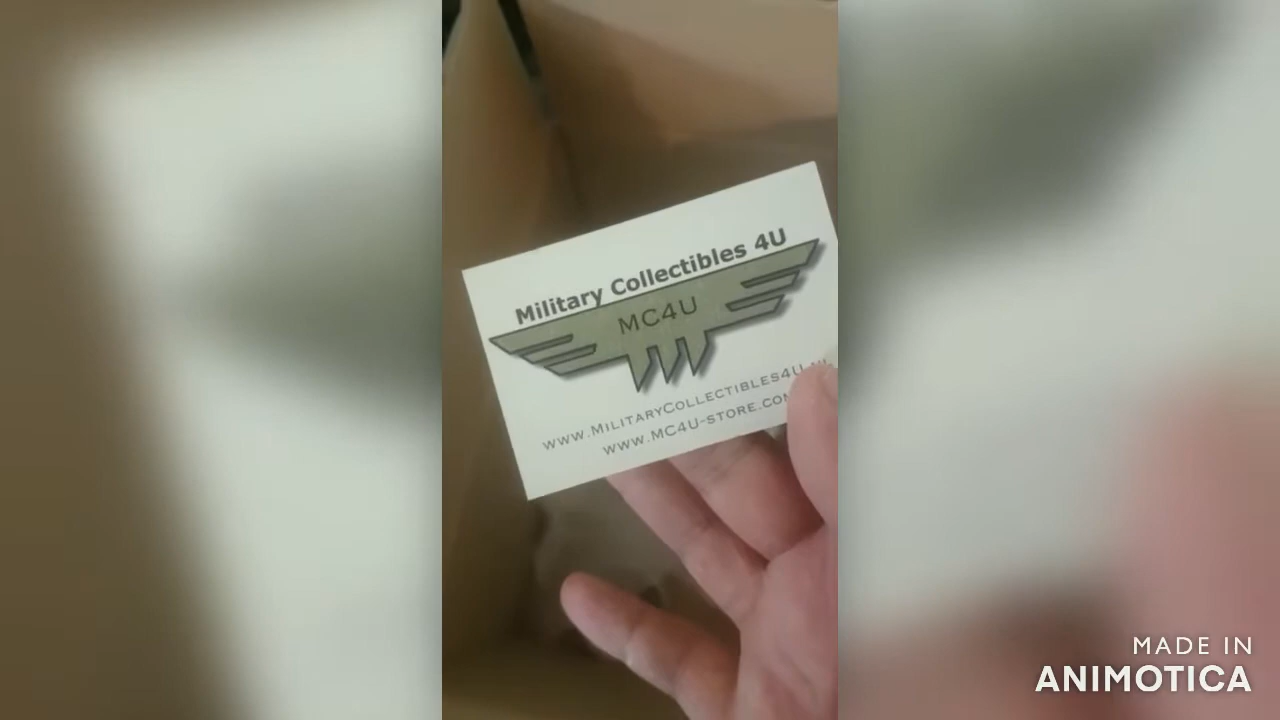 Military Collectibles 4U
MC4U
www.MilitaryCollectibles4U
www.MC4U-store.com
MADE IN
ANIMOTICA